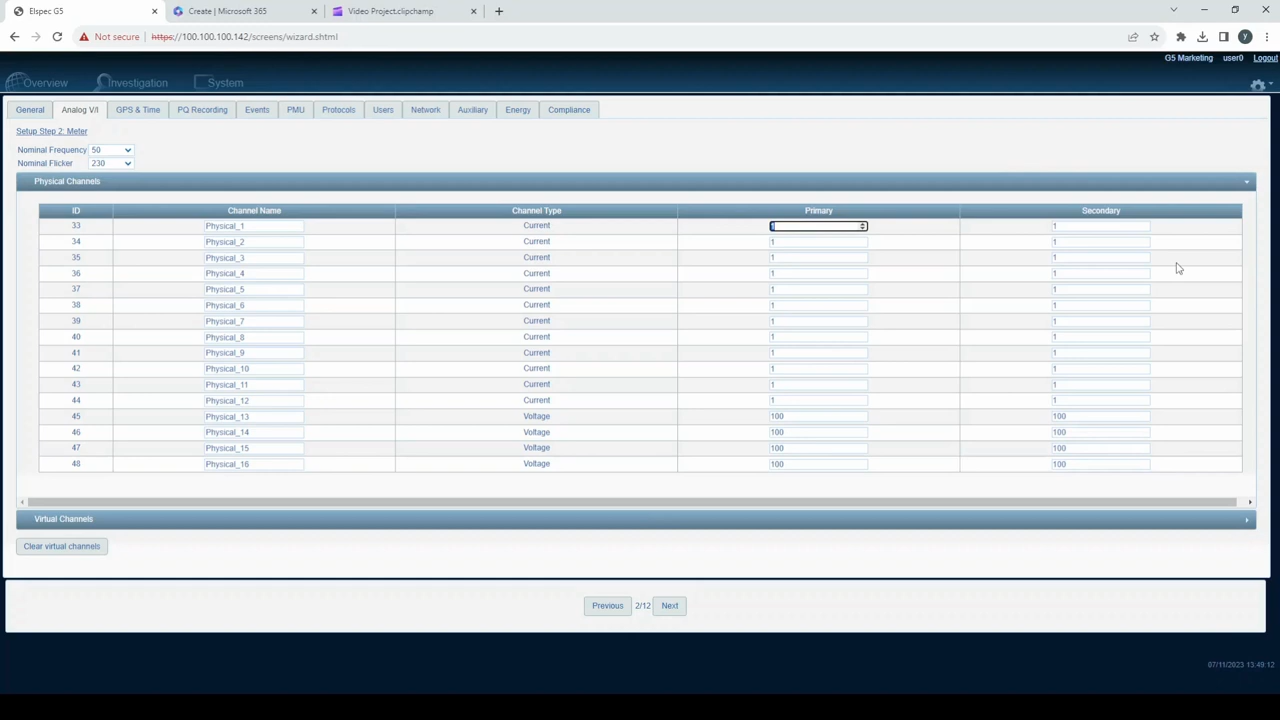 Elspec G5
Create | Microsoft 365
Video Project.clipchamp
Not secure https://100.100.100.142/screens/wizard.shtml
y
G5 Marketing user0 Logout
Overview Investigation System
General Analog V/I GPS & Time PQ Recording Events PMU Protocols Users Network Auxiliary Energy Compliance
Setup Step 2: Meter
Nominal Frequency 50
Nominal Flicker 230
Physical Channels
ID Channel Name Channel Type Primary Secondary
33 Physical_1 Current 1 1
34 Physical_2 Current 1 1
35 Physical_3 Current 1 1
36 Physical_4 Current 1 1
37 Physical_5 Current 1 1
38 Physical_6 Current 1 1
39 Physical_7 Current 1 1
40 Physical_8 Current 1 1
41 Physical_9 Current 1 1
42 Physical_10 Current 1 1
43 Physical_11 Current 1 1
44 Physical_12 Current 1 1
45 Physical_13 Voltage 100 100
46 Physical_14 Voltage 100 100
47 Physical_15 Voltage 100 100
48 Physical_16 Voltage 100 100
Virtual Channels
Clear virtual channels
Previous 2/12 Next
07/11/2023 13:49:12